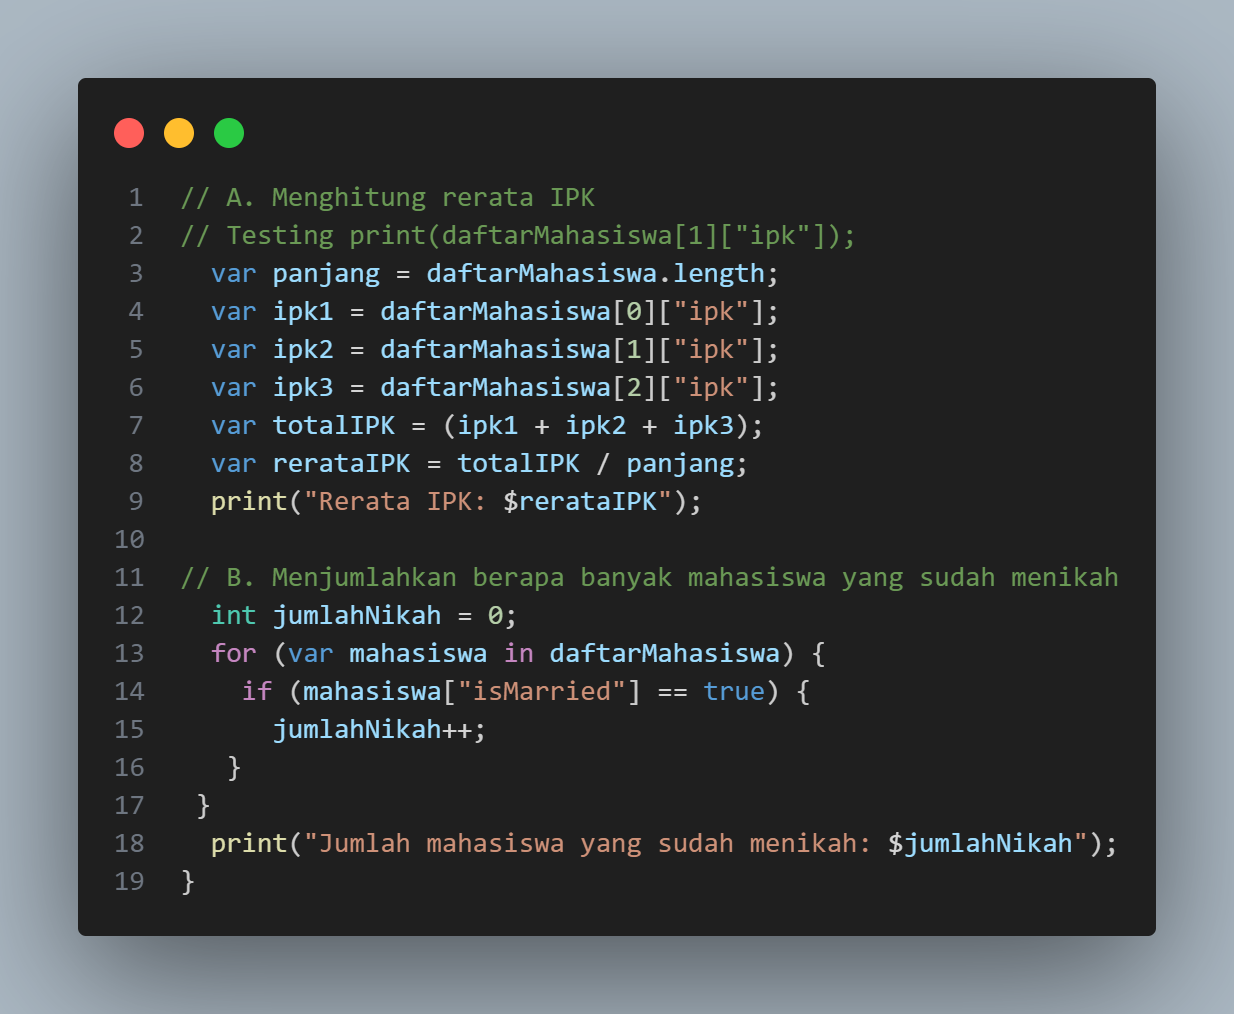 1 // A. Menghitung rerata IPK
2 // Testing print(daftarMahasiswa[1]["ipk"]);
3   var panjang = daftarMahasiswa.length;
4   var ipk1 = daftarMahasiswa[0]["ipk"];
5   var ipk2 = daftarMahasiswa[1]["ipk"];
6   var ipk3 = daftarMahasiswa[2]["ipk"];
7   var totalIPK = (ipk1 + ipk2 + ipk3);
8   var rerataIPK = totalIPK / panjang;
9   print("Rerata IPK: $rerataIPK");
10
11 // B. Menjumlahkan berapa banyak mahasiswa yang sudah menikah
12   int jumlahNikah = 0;
13   for (var mahasiswa in daftarMahasiswa) {
14     if (mahasiswa["isMarried"] == true) {
15       jumlahNikah++;
16    }
17  }
18   print("Jumlah mahasiswa yang sudah menikah: $jumlahNikah");
19 }